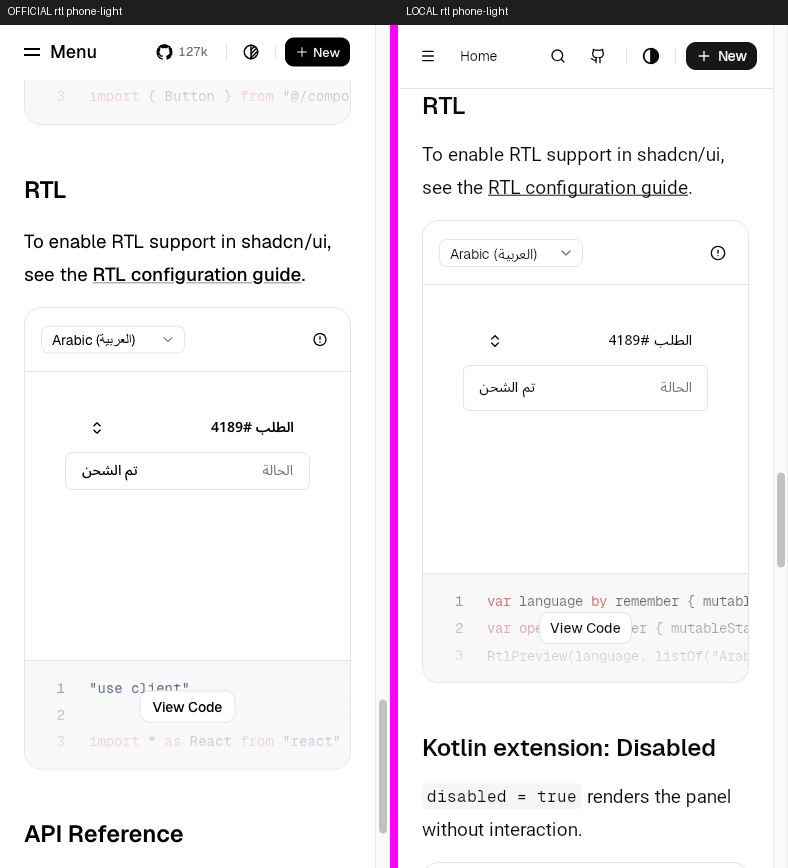 OFFICIAL rtl phone-light
Menu
127k
New
3 import { Button } from "@/compo
RTL
To enable RTL support in shadcn/ui,
see the RTL configuration guide.
Arabic (العربية)
الطلب #4189
الحالة
تم الشحن
1 "use client"
2
View Code
3 import * as React from "react"
API Reference
LOCAL rtl phone-light
Home
New
RTL
To enable RTL support in shadcn/ui,
see the RTL configuration guide.
Arabic (العربية)
الطلب #4189
الحالة
تم الشحن
1 var language by remember { mutabl
2 var ope er { mutableSta
View Code
3 RtlPreview(language, listOf("Arab
Kotlin extension: Disabled
disabled = true renders the panel
without interaction.